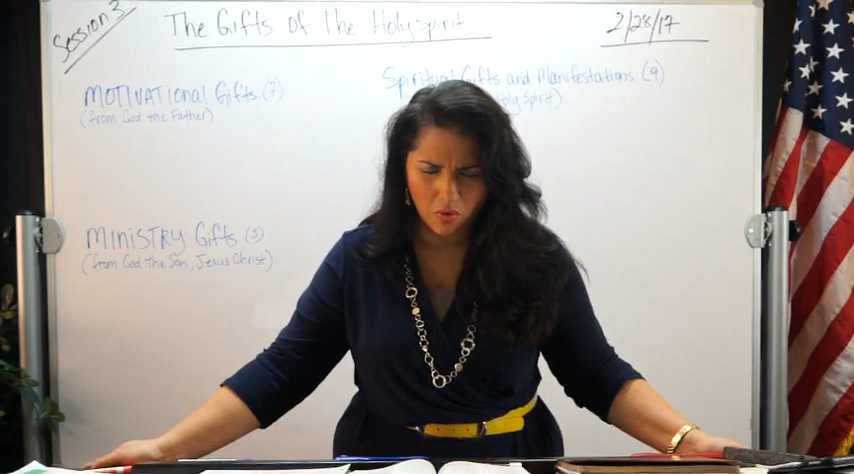 Session 3
The Gifts of The Holy Spirit
2/28/17
MOTIVATIONAL Gifts (7)
(from God the Father)
Spiritual Gifts and Manifestations (9)
Holy Spirit)
MINISTRY Gifts (5)
(from God The Son, Jesus Christ)